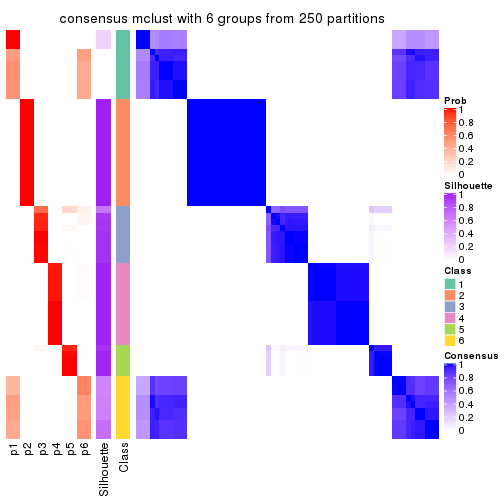 consensus mclust with 6 groups from 250 partitions
Prob
1
0.8
0.6
0.4
0.2
0
Silhouette
1
0.8
0.6
0.4
0.2
0
Class
1
2
3
4
5
6
Consensus
1
0.8
0.6
0.4
0.2
0
p1
p2
p3
p4
p5
p6
Silhouette
Class